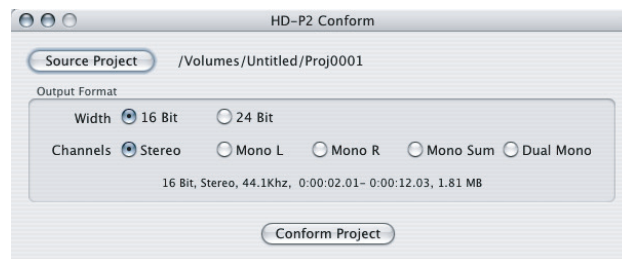 HD-P2 Conform
Source Project /Volumes/Untitled/Proj0001
Output Format
Width 16 Bit 24 Bit
Channels Stereo Mono L Mono R Mono Sum Dual Mono
16 Bit, Stereo, 44.1Khz, 0:00:02.01- 0:00:12.03, 1.81 MB
Conform Project